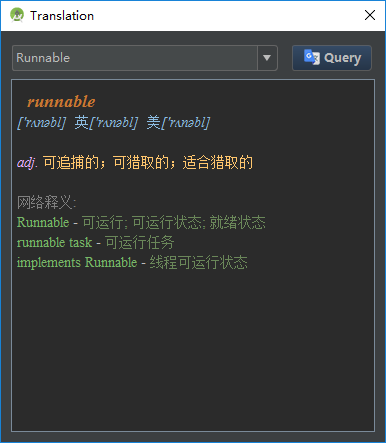 Translation
Runnable
Query
runnable
['rʌnəbl] 英['rʌnəbl] 美['rʌnəbl]
adj. 可追捕的；可猎取的；适合猎取的
网络释义:
Runnable - 可运行; 可运行状态; 就绪状态
runnable task - 可运行任务
implements Runnable - 线程可运行状态